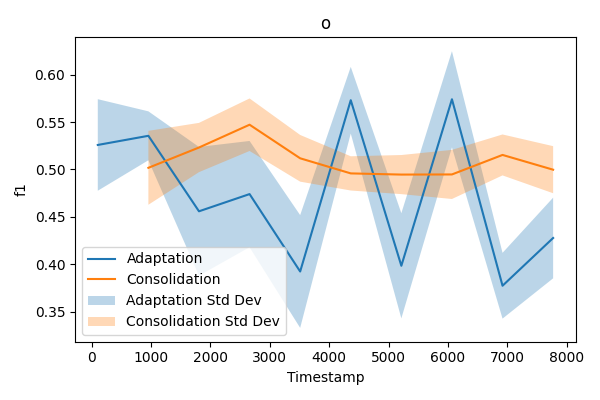 o
f1
0.60
0.55
0.50
0.45
0.40
0.35
Adaptation
Consolidation
Adaptation Std Dev
Consolidation Std Dev
0 1000 2000 3000 4000 5000 6000 7000 8000
Timestamp